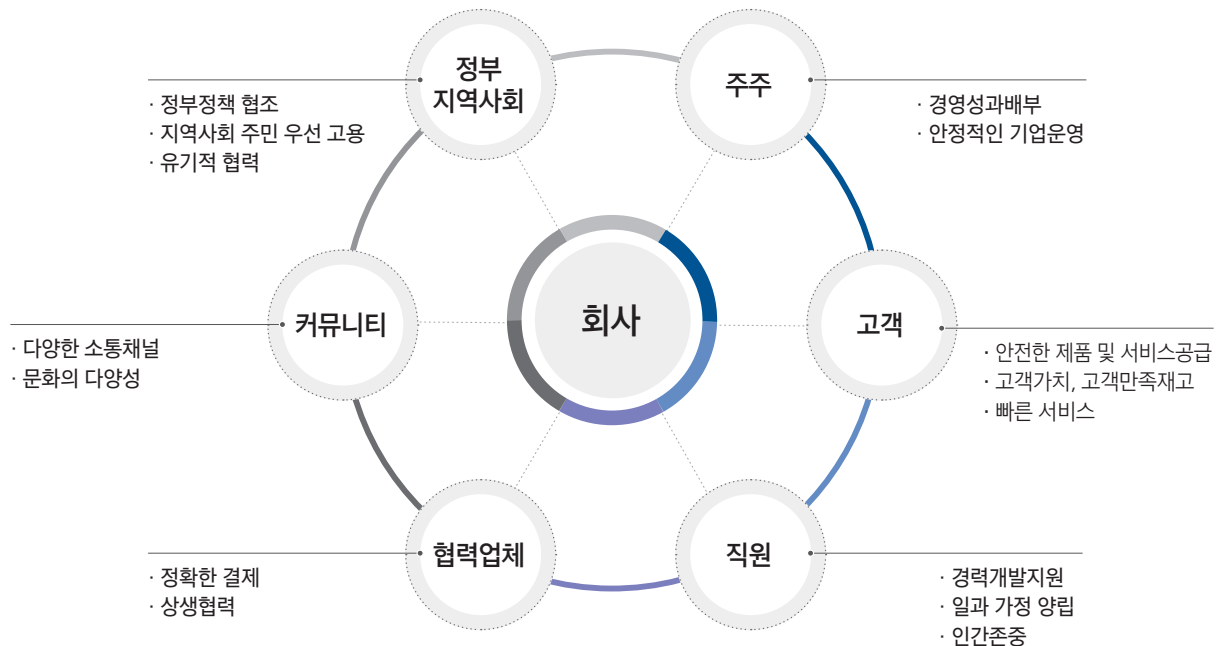 정부
지역사회
· 정부정책 협조
· 지역사회 주민 우선 고용
· 유기적 협력
주주
· 경영성과배부
· 안정적인 기업운영
커뮤니티
· 다양한 소통채널
· 문화의 다양성
회사
고객
· 안전한 제품 및 서비스공급
· 고객가치, 고객만족재고
· 빠른 서비스
협력업체
· 정확한 결제
· 상생협력
직원
· 경력개발지원
· 일과 가정 양립
· 인간존중